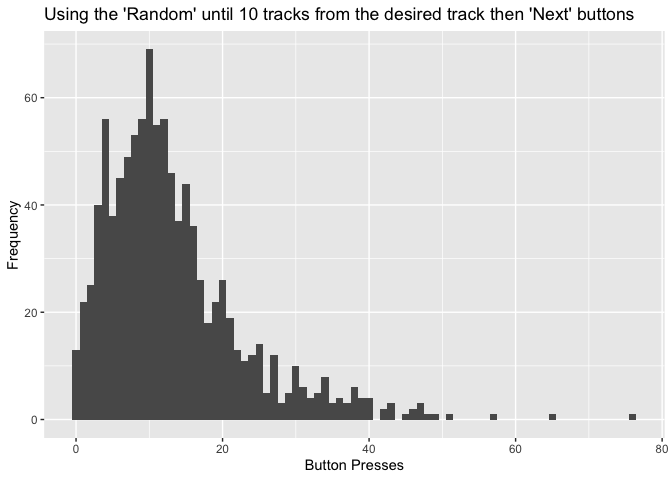 Using the 'Random' until 10 tracks from the desired track then 'Next' buttons
60
40
20
0
Frequency
0 20 40 60 80
Button Presses